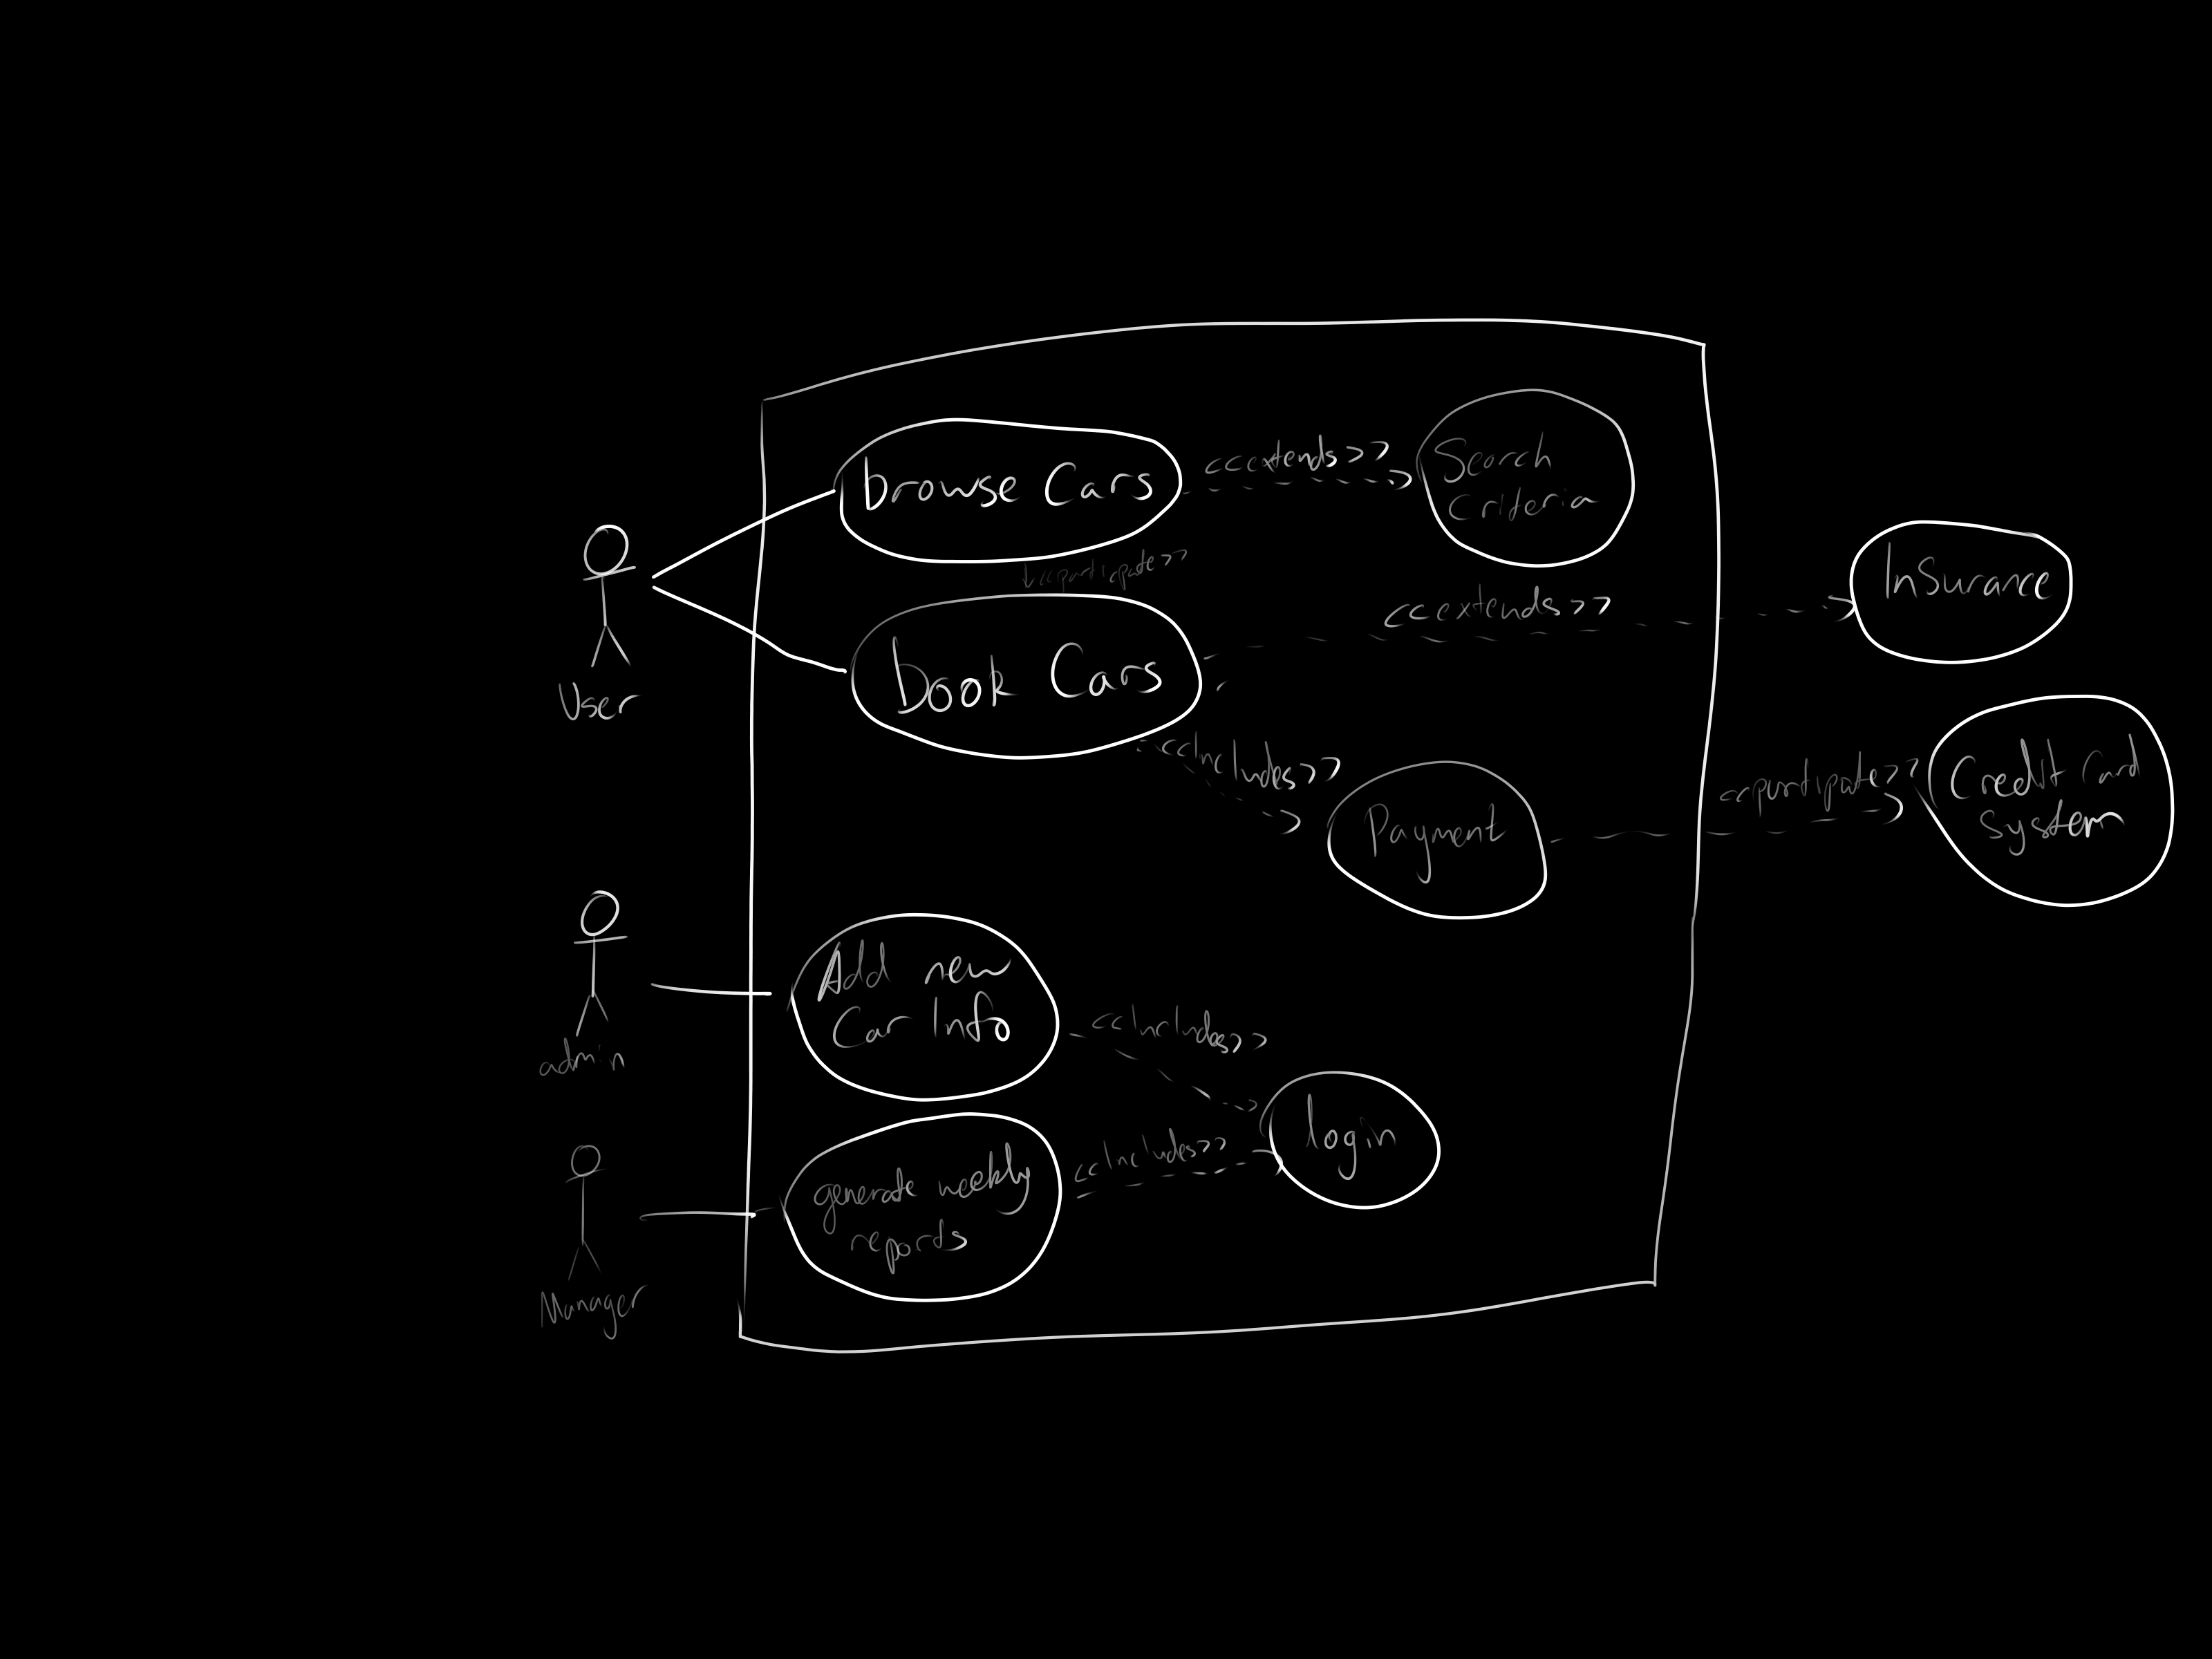 browse Cars
<<extends>>
Search
Criteria
<<participate>>
User
book Cars
<<extends>>
InSurance
<<includes>>
Payment
<<participate>>
Credit Card
System
admin
Add new
Car Info
<<includes>>
login
Manager
generate weekly
reports
<<includes>>